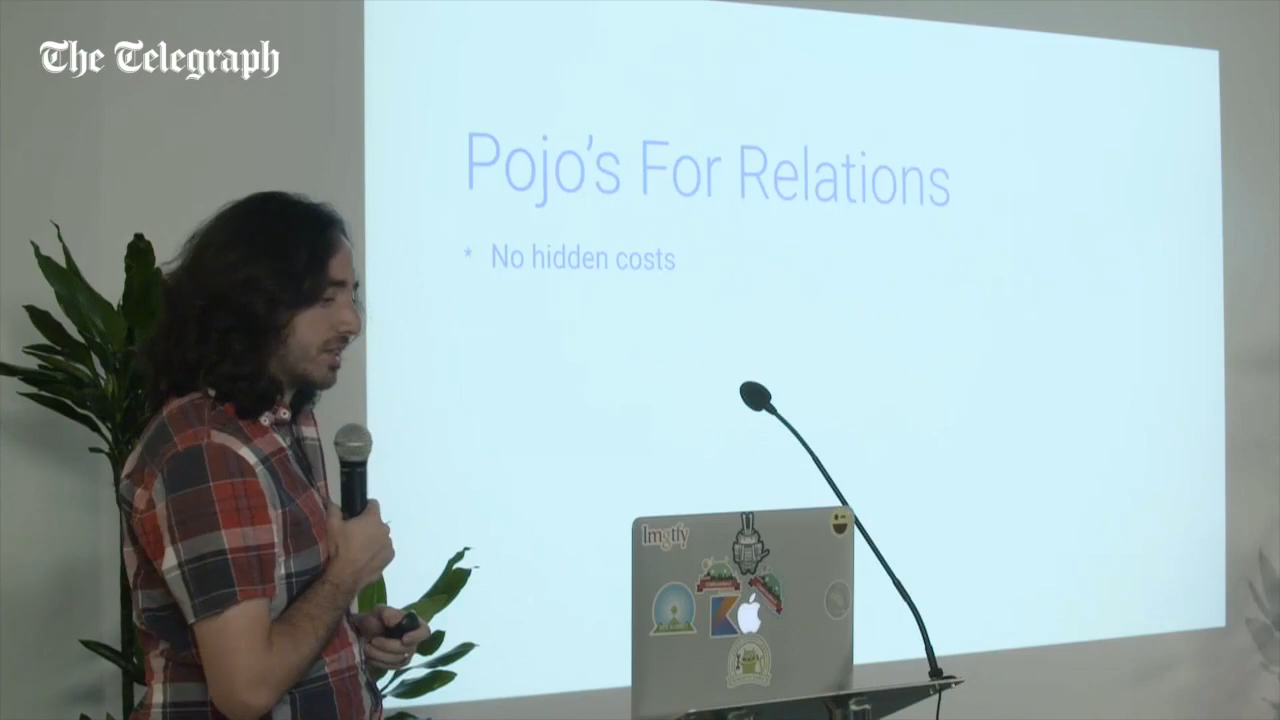 The Telegraph
Pojo's For Relations
* No hidden costs
lmgtfy